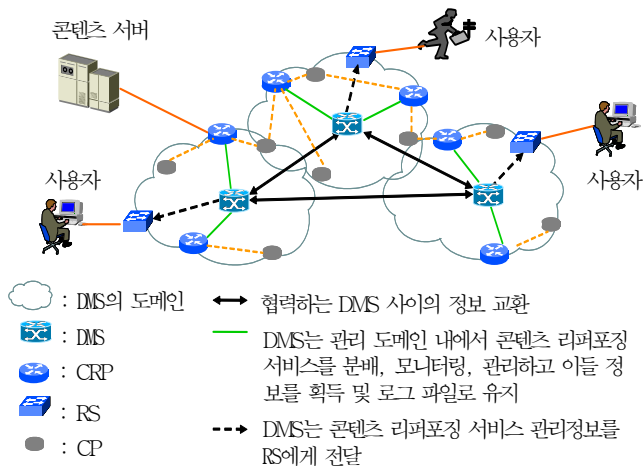 콘텐츠 서버
사용자
사용자
사용자
: DMS의 도메인
: DMS
: CRP
: RS
: CP
협력하는 DMS 사이의 정보 교환
DMS는 관리 도메인 내에서 콘텐츠 리퍼포징
서비스를 분배, 모니터링, 관리하고 이들 정
보를 획득 및 로그 파일로 유지
DMS는 콘텐츠 리퍼포징 서비스 관리정보를
RS에게 전달